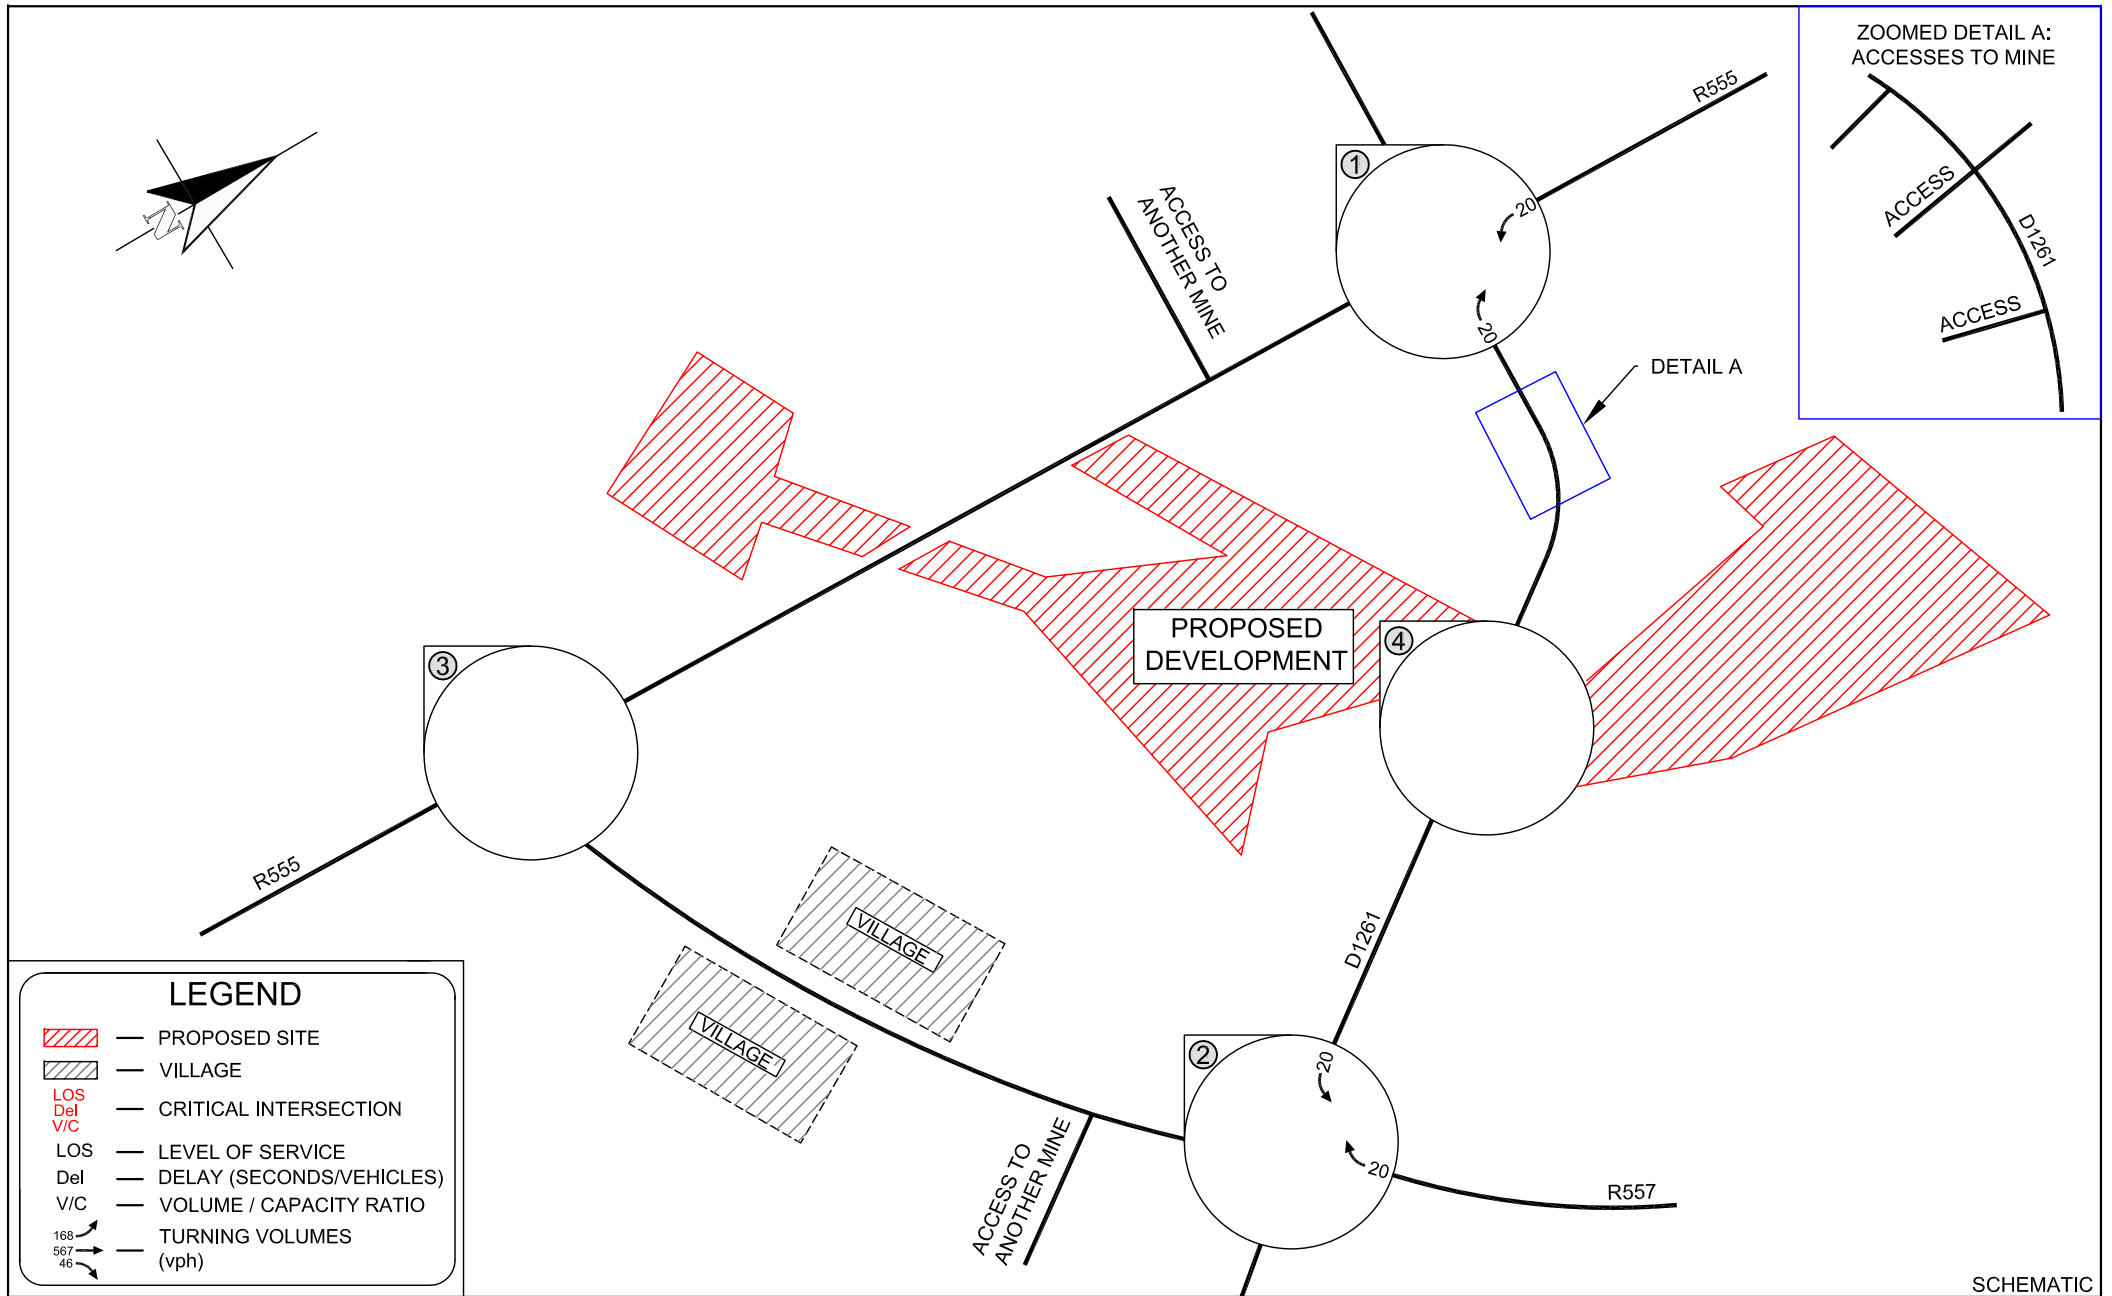 ZOOMED DETAIL A:
ACCESSES TO MINE
ACCESS
D1261
ACCESS
R555
1
20
20
N
ACCESS TO
ANOTHER MINE
DETAIL A
PROPOSED
DEVELOPMENT
4
3
R555
VILLAGE
VILLAGE
D1261
2
20
20
R557
ACCESS TO
ANOTHER MINE
LEGEND
PROPOSED SITE
VILLAGE
LOS
Del
V/C
CRITICAL INTERSECTION
LOS LEVEL OF SERVICE
Del DELAY (SECONDS/VEHICLES)
V/C VOLUME / CAPACITY RATIO
168
567
46
TURNING VOLUMES
(vph)
SCHEMATIC